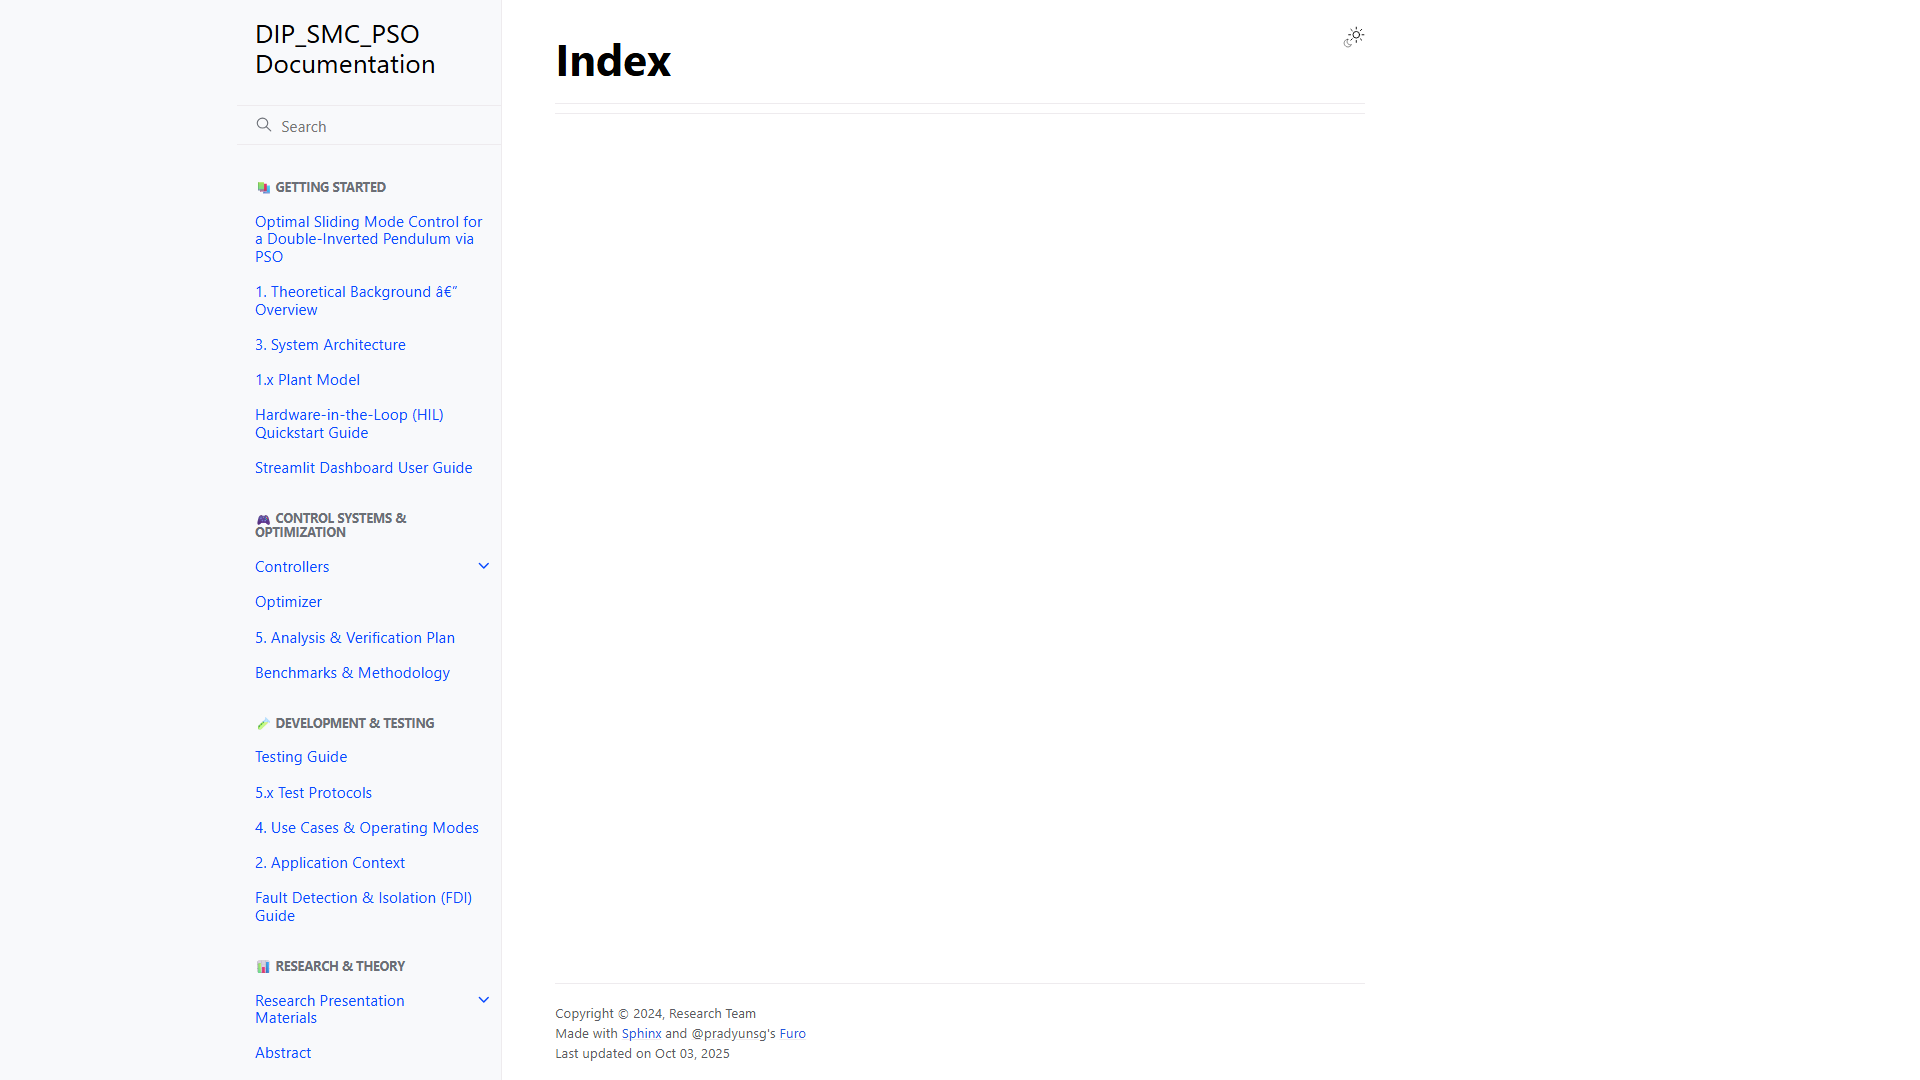 DIP_SMC_PSO
Documentation
Search
GETTING STARTED
Optimal Sliding Mode Control for
a Double-Inverted Pendulum via
PSO
1. Theoretical Background â€”
Overview
3. System Architecture
1.x Plant Model
Hardware-in-the-Loop (HIL)
Quickstart Guide
Streamlit Dashboard User Guide
CONTROL SYSTEMS &
OPTIMIZATION
Controllers
Optimizer
5. Analysis & Verification Plan
Benchmarks & Methodology
DEVELOPMENT & TESTING
Testing Guide
5.x Test Protocols
4. Use Cases & Operating Modes
2. Application Context
Fault Detection & Isolation (FDI)
Guide
RESEARCH & THEORY
Research Presentation
Materials
Abstract
Index
Copyright © 2024, Research Team
Made with Sphinx and @pradyunsg's Furo
Last updated on Oct 03, 2025